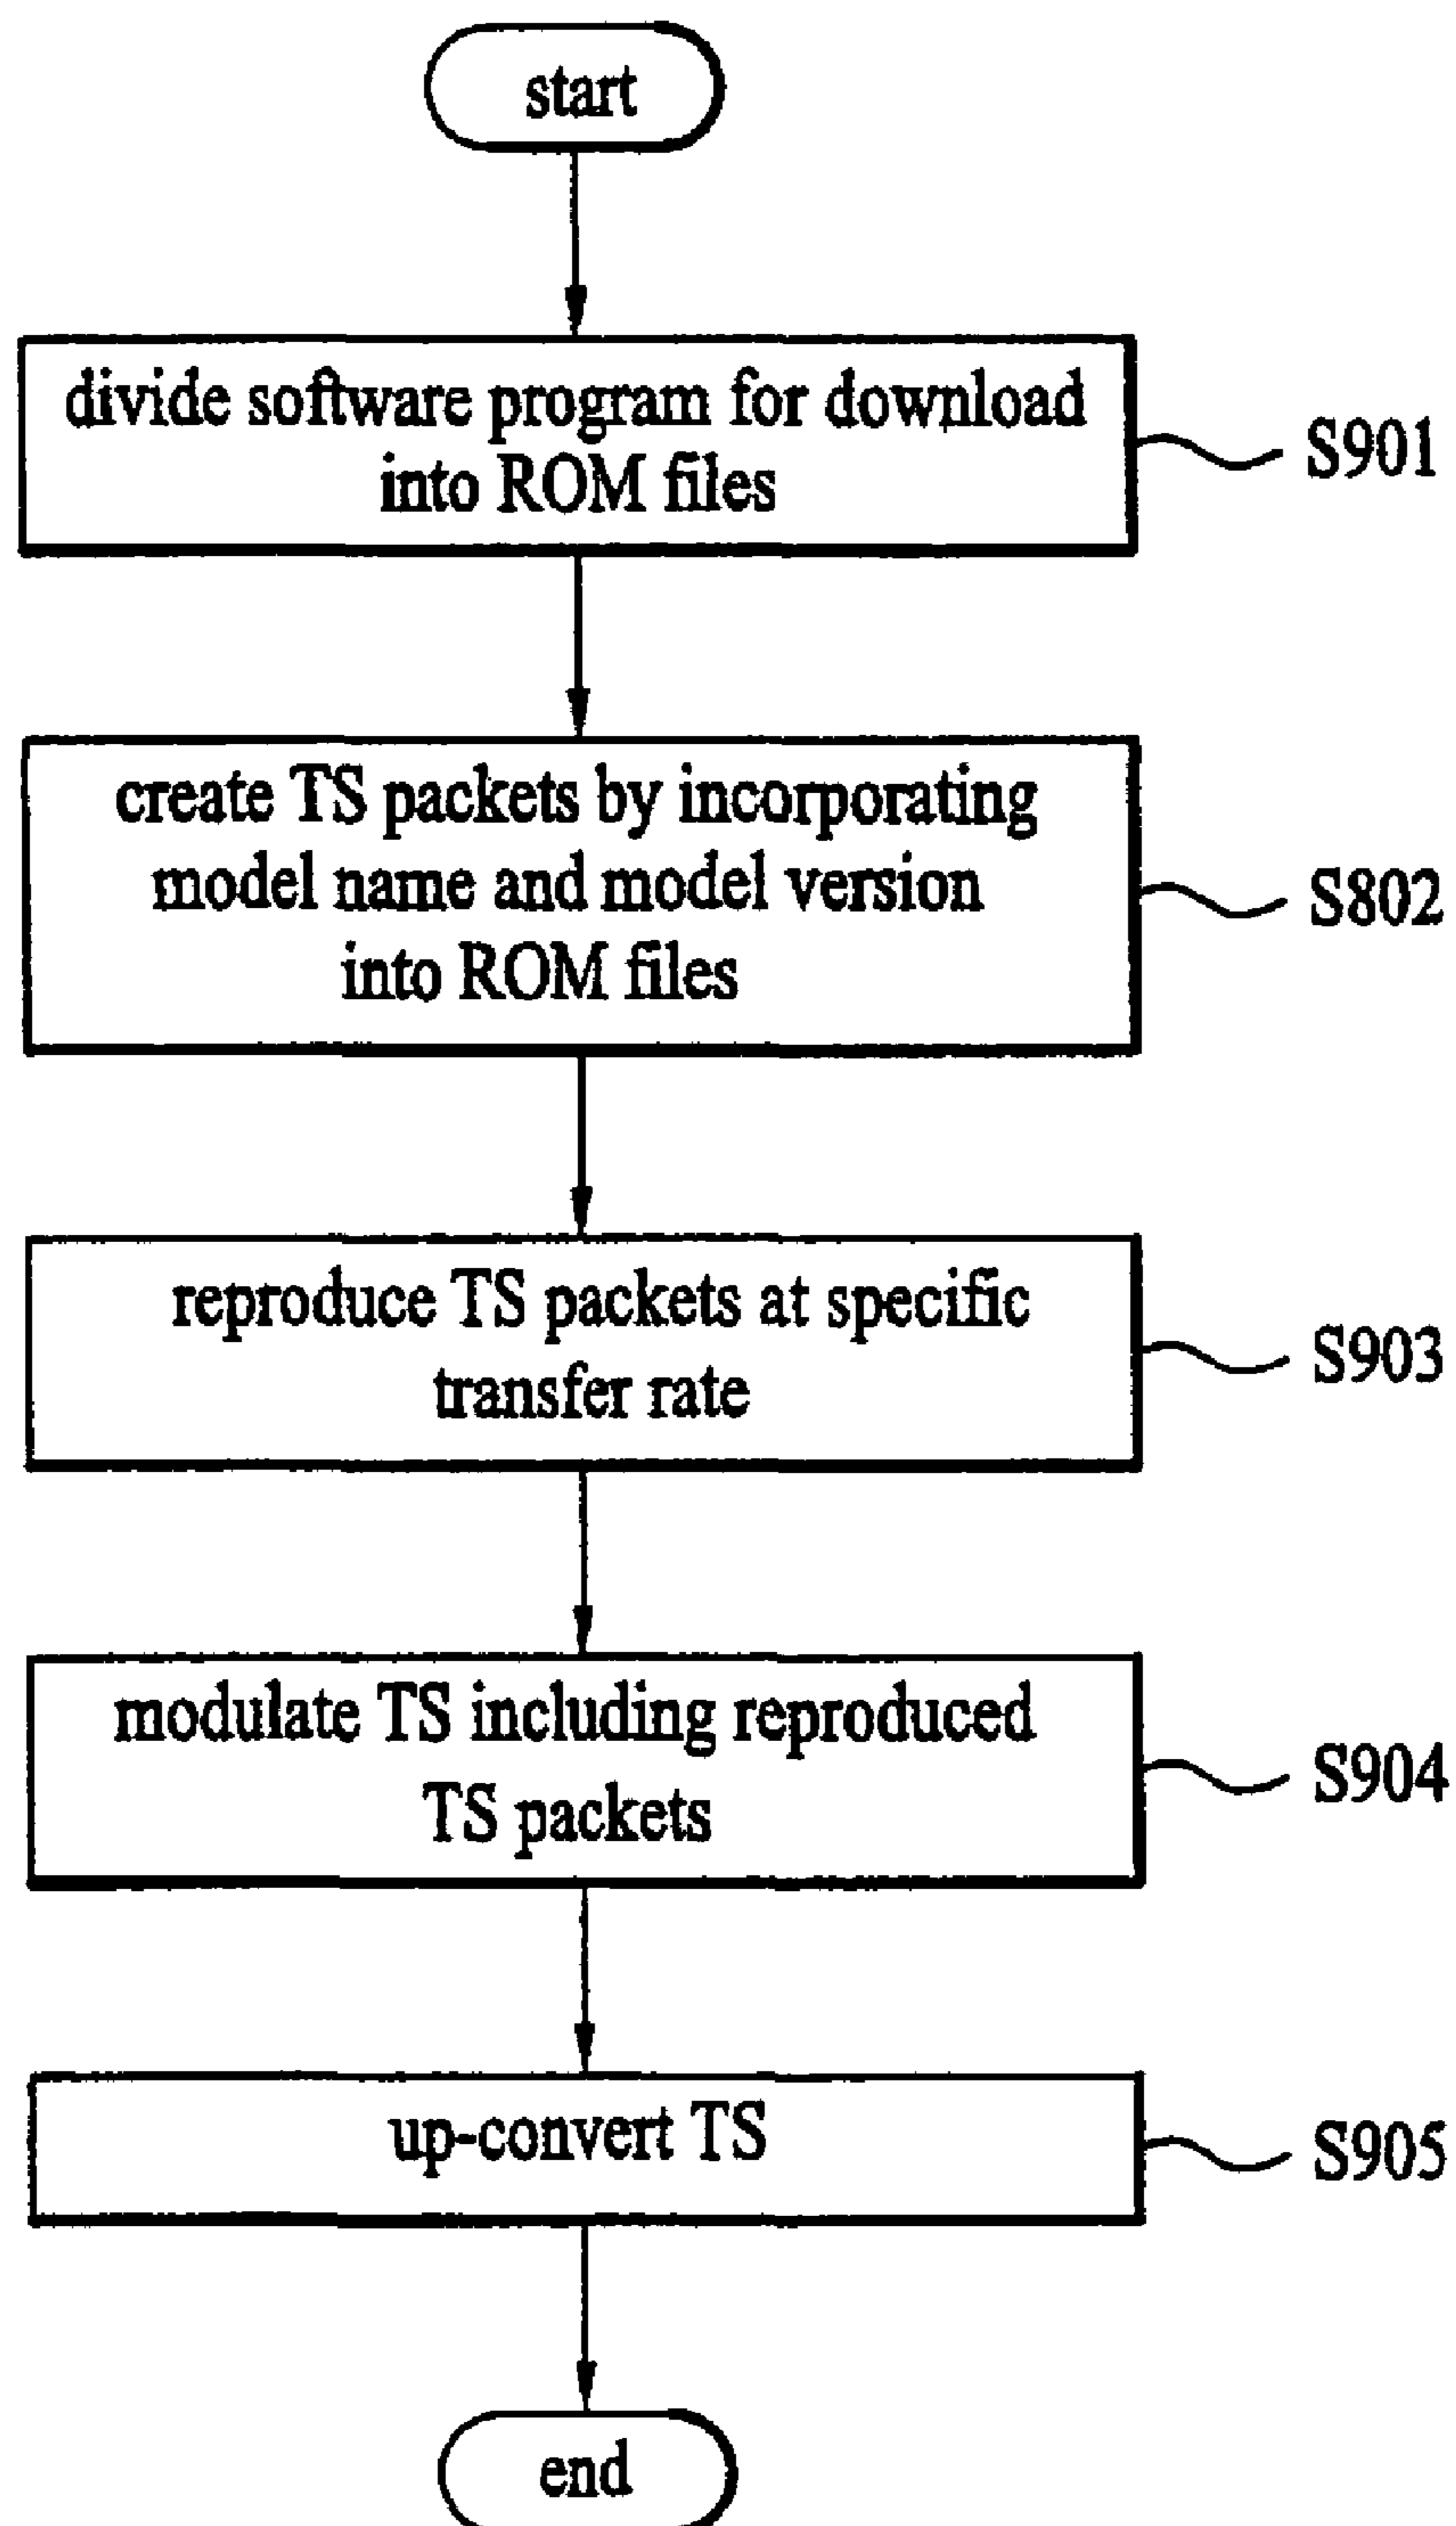 start
divide software program for download
into ROM files
S901
create TS packets by incorporating
model name and model version
into ROM files
S802
reproduce TS packets at specific
transfer rate
S903
modulate TS including reproduced
TS packets
S904
up-convert TS
S905
end